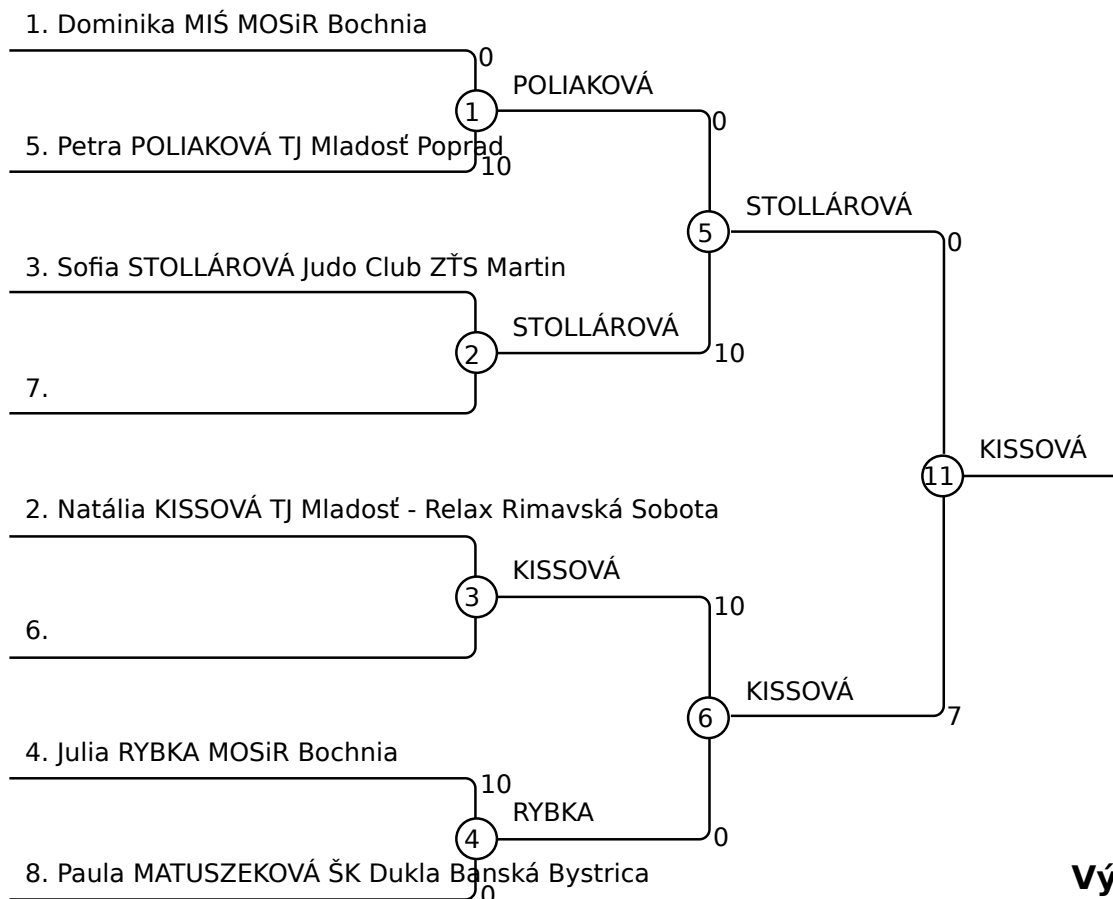 1. Dominika MIŚ MOSiR Bochnia
0
POLIAKOVÁ
1
0
5. Petra POLIAKOVÁ TJ Mladosť Poprad
10
STOLLÁROVÁ
5
0
3. Sofia STOLLÁROVÁ Judo Club ZŤS Martin
STOLLÁROVÁ
2
10
7.
KISSOVÁ
11
2. Natália KISSOVÁ TJ Mladosť - Relax Rimavská Sobota
KISSOVÁ
3
10
6.
KISSOVÁ
6
7
4. Julia RYBKA MOSiR Bochnia
10
RYBKA
4
0
8. Paula MATUSZEKOVÁ ŠK Dukla Banská Bystrica
0